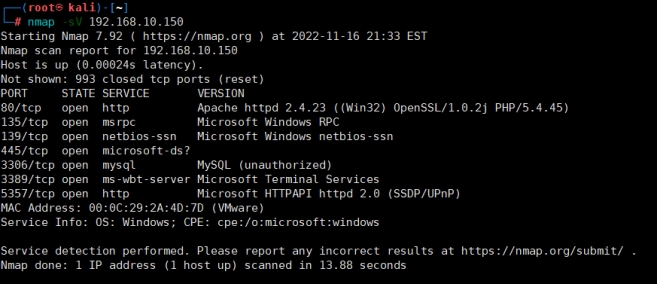 ┌──(root㉿kali)-[~]
└─# nmap -sV 192.168.10.150
Starting Nmap 7.92 ( https://nmap.org ) at 2022-11-16 21:33 EST
Nmap scan report for 192.168.10.150
Host is up (0.00024s latency).
Not shown: 993 closed tcp ports (reset)
PORT     STATE SERVICE       VERSION
80/tcp   open  http          Apache httpd 2.4.23 ((Win32) OpenSSL/1.0.2j PHP/5.4.45)
135/tcp  open  msrpc         Microsoft Windows RPC
139/tcp  open  netbios-ssn   Microsoft Windows netbios-ssn
445/tcp  open  microsoft-ds?
3306/tcp open  mysql         MySQL (unauthorized)
3389/tcp open  ms-wbt-server Microsoft Terminal Services
5357/tcp open  http          Microsoft HTTPAPI httpd 2.0 (SSDP/UPnP)
MAC Address: 00:0C:29:2A:4D:7D (VMware)
Service Info: OS: Windows; CPE: cpe:/o:microsoft:windows

Service detection performed. Please report any incorrect results at https://nmap.org/submit/ .
Nmap done: 1 IP address (1 host up) scanned in 13.88 seconds